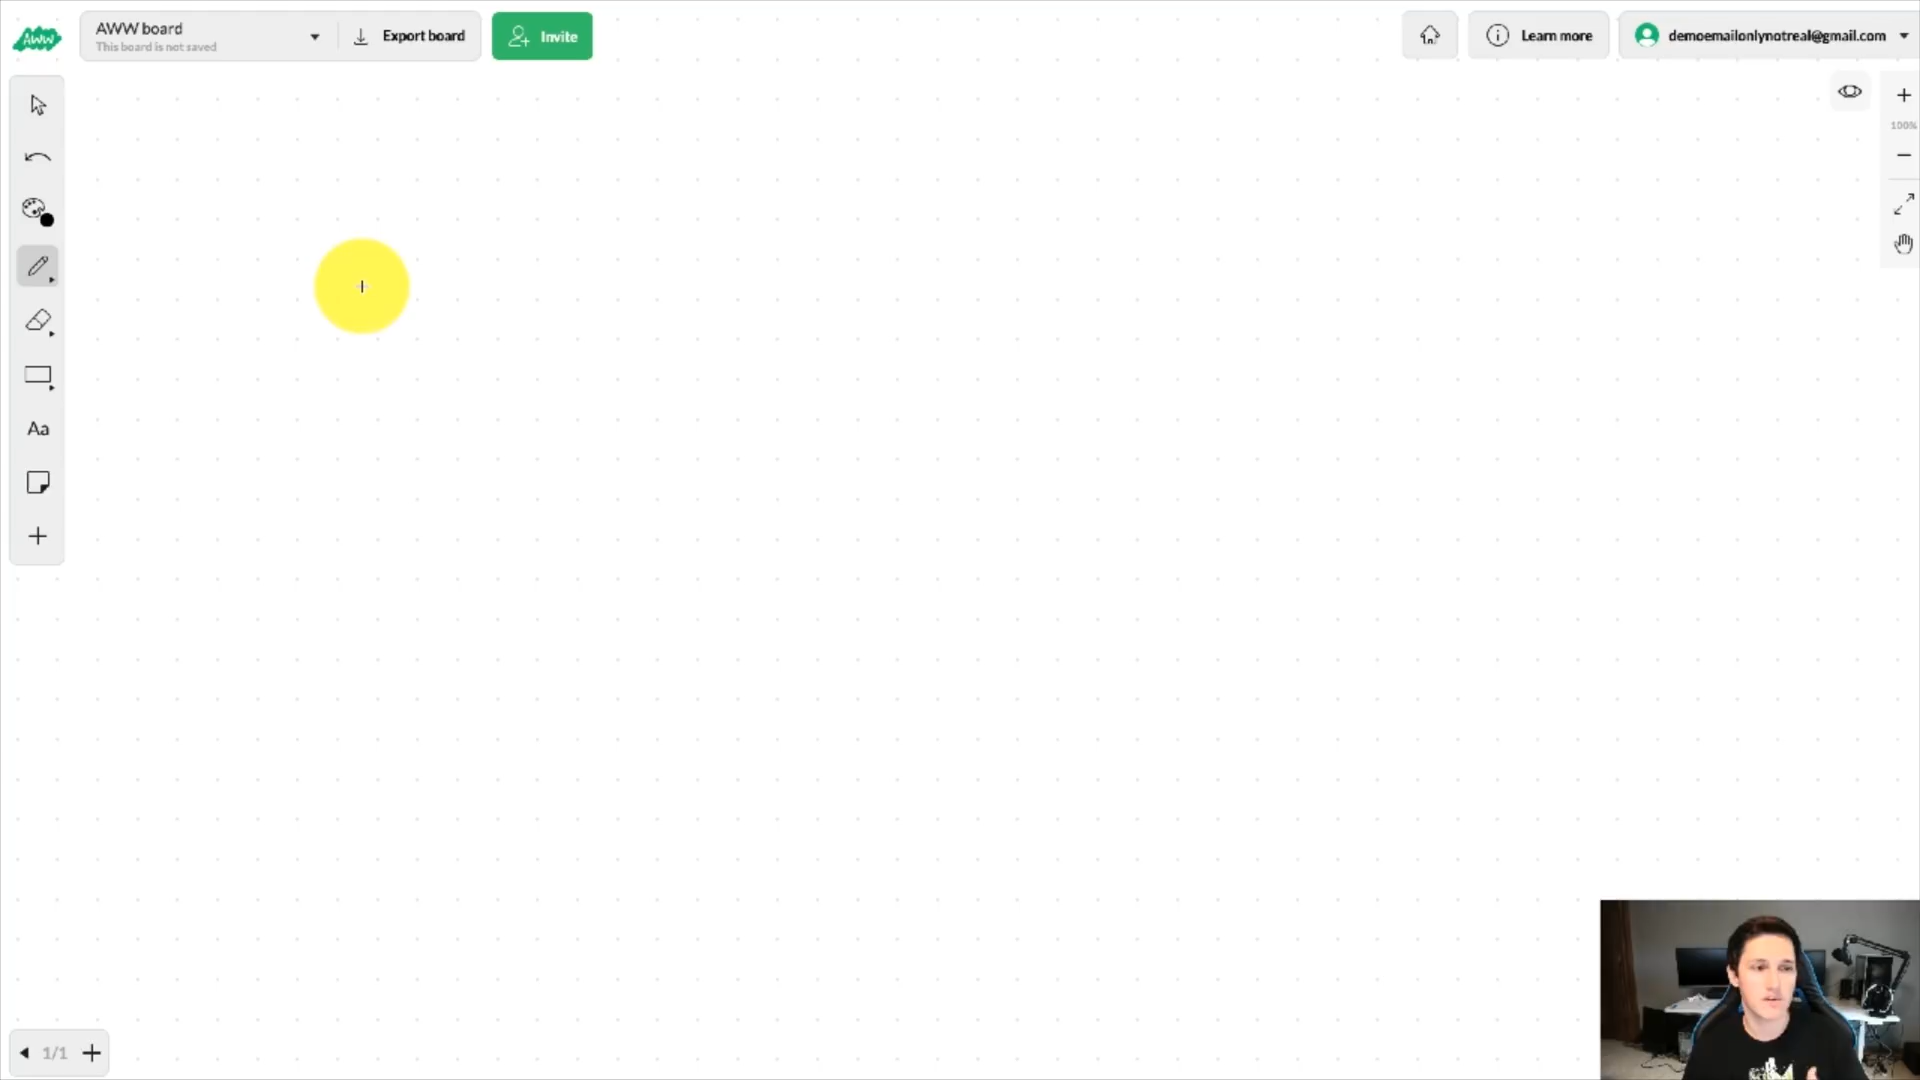 AWW
AWW board
This board is not saved
Export board
Invite
Learn more
demoemailonlynotreal@gmail.com
100%
Aa
1/1